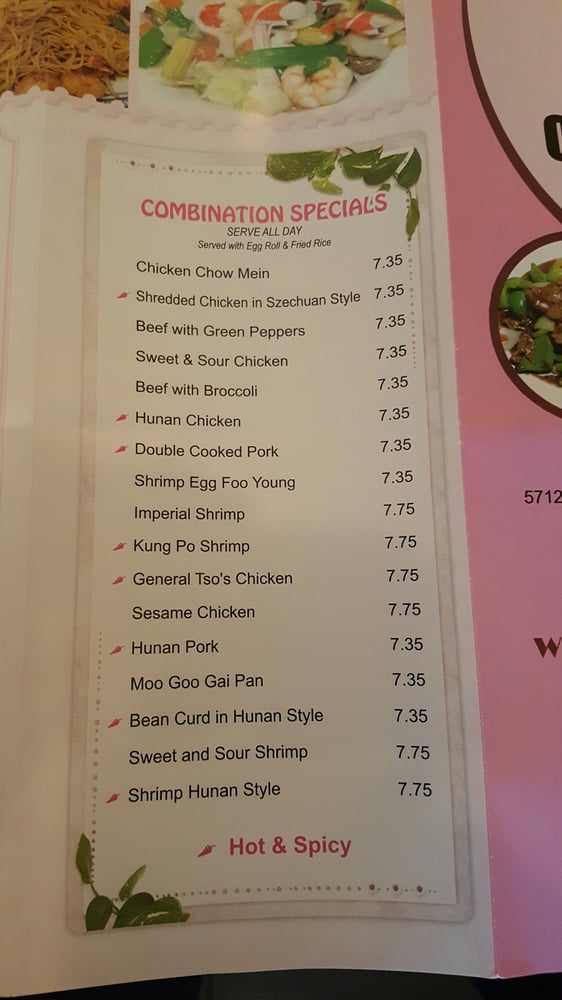 COMBINATION SPECIALS
SERVE ALL DAY
Served with Egg Roll & Fried Rice
Chicken Chow Mein 7.35
Shredded Chicken in Szechuan Style 7.35
Beef with Green Peppers 7.35
Sweet & Sour Chicken 7.35
Beef with Broccoli 7.35
Hunan Chicken 7.35
Double Cooked Pork 7.35
Shrimp Egg Foo Young 7.35
Imperial Shrimp 7.75
Kung Po Shrimp 7.75
General Tso's Chicken 7.75
Sesame Chicken 7.75
Hunan Pork 7.35
Moo Goo Gai Pan 7.35
Bean Curd in Hunan Style 7.35
Sweet and Sour Shrimp 7.75
Shrimp Hunan Style 7.75
Hot & Spicy
5712
W